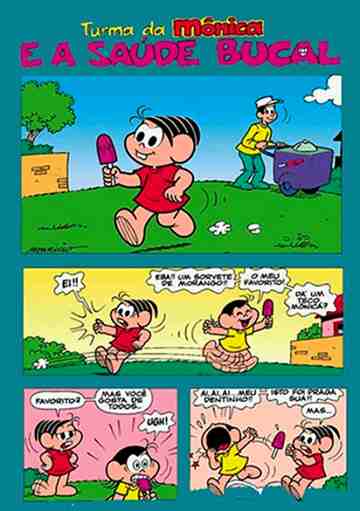 Turma da Mônica
E A SAÚDE BUCAL
EI!!
EBA!! UM SORVETE
DE MORANGO!!
O MEU
FAVORITO!
DÁ UM
TECO,
MÔNICA?
FAVORITO?
MAS VOCÊ
GOSTA DE
TODOS...
UGH!
AI, AI, AI... MEU
DENTINHO!!
ISTO FOI PRAGA
SUA!!
MAS...